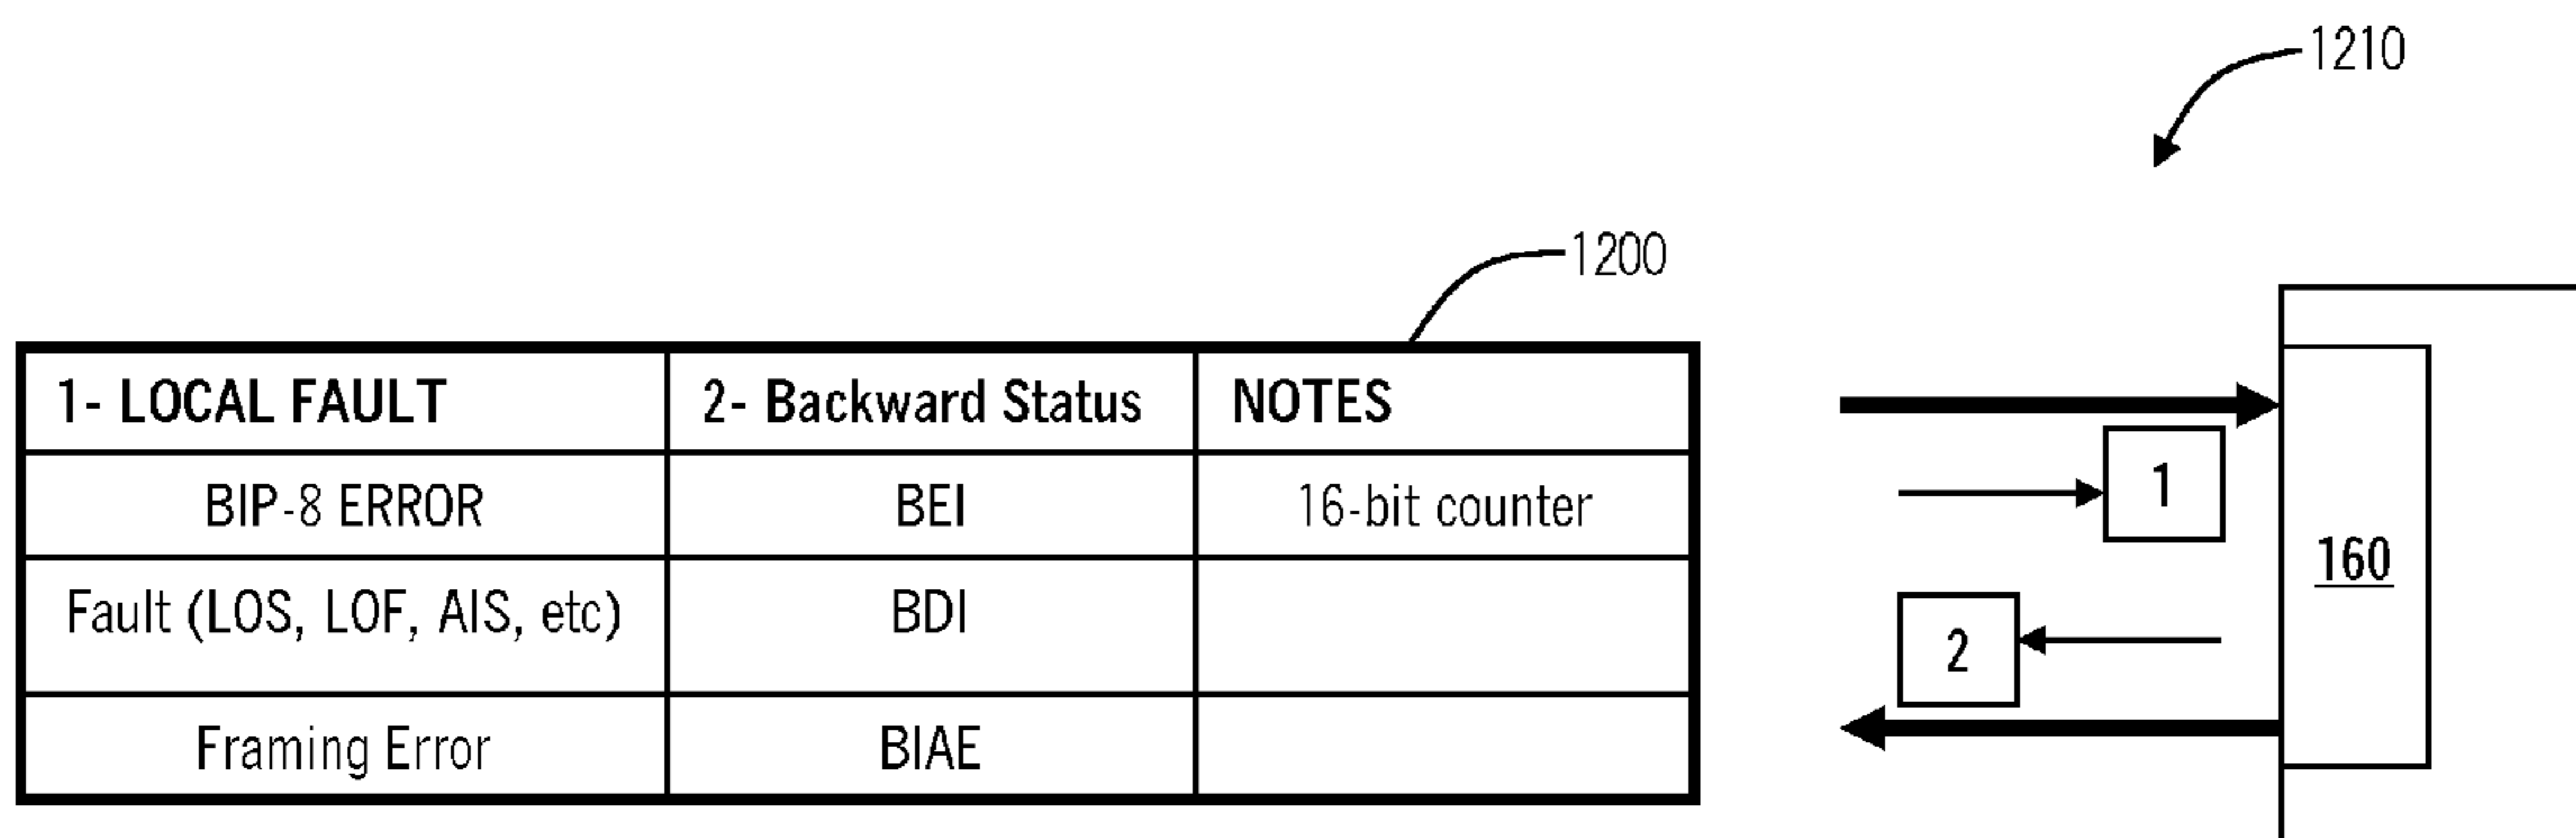 1210
1200
1- LOCAL FAULT 2- Backward Status NOTES
BIP-8 ERROR BEI 16-bit counter
Fault (LOS, LOF, AIS, etc) BDI
Framing Error BIAE
1
160
2